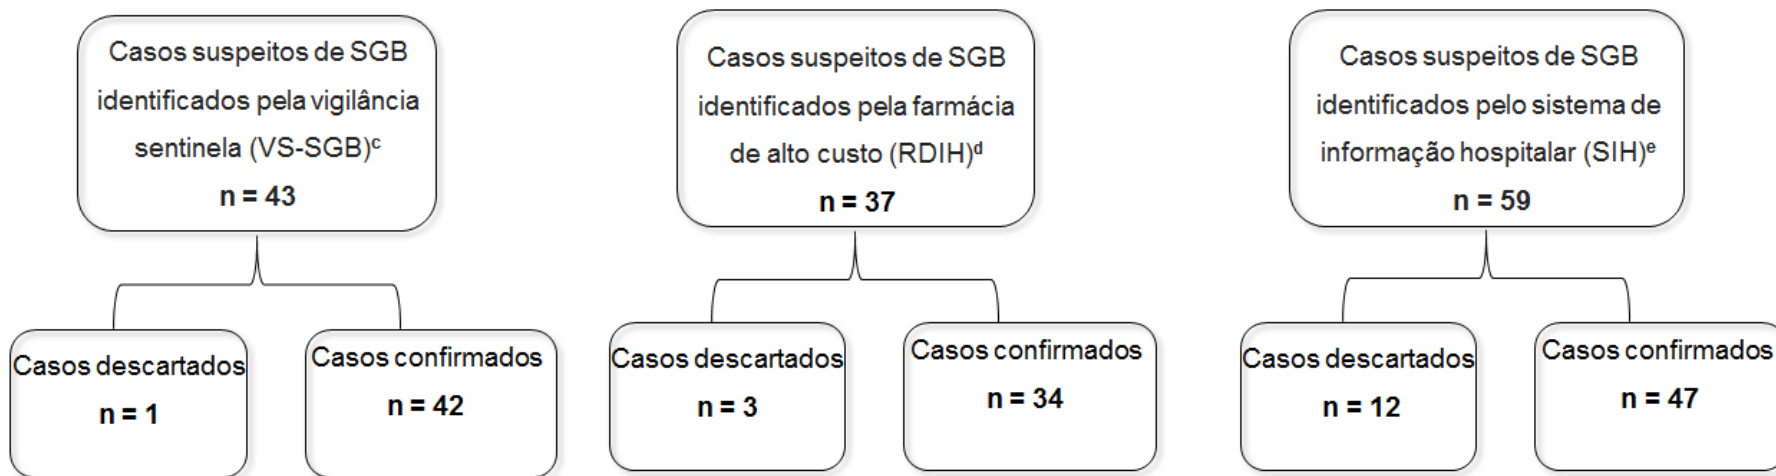 Casos suspeitos de SGB
identificados pela vigilância
sentinela (VS-SGB)ᶜ
n = 43
Casos suspeitos de SGB
identificados pela farmácia
de alto custo (RDIH)ᵈ
n = 37
Casos suspeitos de SGB
identificados pelo sistema de
informação hospitalar (SIH)ᵉ
n = 59
Casos descartados
n = 1
Casos confirmados
n = 42
Casos descartados
n = 3
Casos confirmados
n = 34
Casos descartados
n = 12
Casos confirmados
n = 47